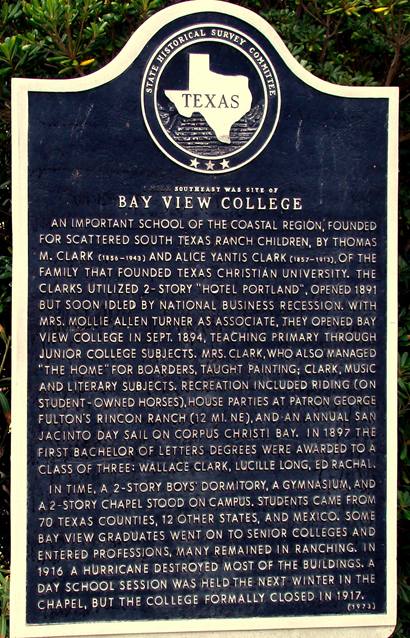 STATE HISTORICAL SURVEY COMMITTEE
TEXAS
SOUTHEAST WAS SITE OF
BAY VIEW COLLEGE
AN IMPORTANT SCHOOL OF THE COASTAL REGION, FOUNDED
FOR SCATTERED SOUTH TEXAS RANCH CHILDREN, BY THOMAS
M. CLARK (1856-1943) AND ALICE YANTIS CLARK (1857-1913), OF THE
FAMILY THAT FOUNDED TEXAS CHRISTIAN UNIVERSITY. THE
CLARKS UTILIZED 2-STORY "HOTEL PORTLAND", OPENED 1891
BUT SOON IDLED BY NATIONAL BUSINESS RECESSION. WITH
MRS. MOLLIE ALLEN TURNER AS ASSOCIATE, THEY OPENED BAY
VIEW COLLEGE IN SEPT. 1894, TEACHING PRIMARY THROUGH
JUNIOR COLLEGE SUBJECTS. MRS. CLARK, WHO ALSO MANAGED
"THE HOME" FOR BOARDERS, TAUGHT PAINTING; CLARK, MUSIC
AND LITERARY SUBJECTS. RECREATION INCLUDED RIDING (ON
STUDENT-OWNED HORSES), HOUSE PARTIES AT PATRON GEORGE
FULTON'S RINCON RANCH (12 MI. NE), AND AN ANNUAL SAN
JACINTO DAY SAIL ON CORPUS CHRISTI BAY. IN 1897 THE
FIRST BACHELOR OF LETTERS DEGREES WERE AWARDED TO A
CLASS OF THREE: WALLACE CLARK, LUCILLE LONG, ED RACHAL.
IN TIME, A 2-STORY BOYS' DORMITORY, A GYMNASIUM, AND
A 2-STORY CHAPEL STOOD ON CAMPUS. STUDENTS CAME FROM
70 TEXAS COUNTIES, 12 OTHER STATES, AND MEXICO. SOME
BAY VIEW GRADUATES WENT ON TO SENIOR COLLEGES AND
ENTERED PROFESSIONS, MANY REMAINED IN RANCHING. IN
1916 A HURRICANE DESTROYED MOST OF THE BUILDINGS. A
DAY SCHOOL SESSION WAS HELD THE NEXT WINTER IN THE
CHAPEL, BUT THE COLLEGE FORMALLY CLOSED IN 1917.
(1973)